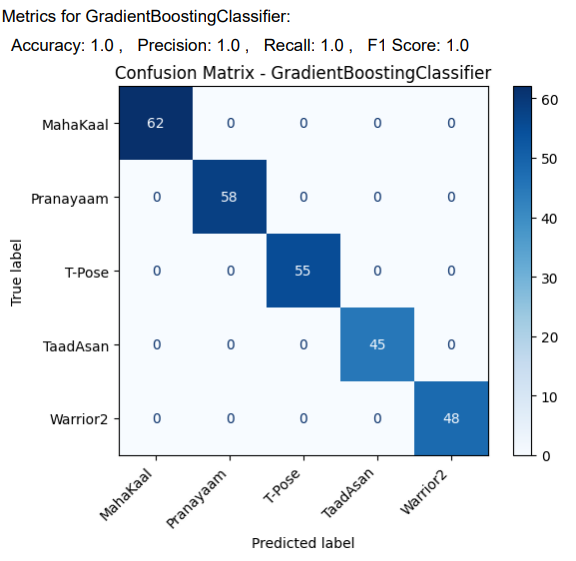 Metrics for GradientBoostingClassifier:
Accuracy: 1.0 ,   Precision: 1.0 ,   Recall: 1.0 ,   F1 Score: 1.0
Confusion Matrix - GradientBoostingClassifier
MahaKaal 62 0 0 0 0
Pranayaam 0 58 0 0 0
T-Pose 0 0 55 0 0
TaadAsan 0 0 0 45 0
Warrior2 0 0 0 0 48
True label
MahaKaal Pranayaam T-Pose TaadAsan Warrior2
Predicted label
60
50
40
30
20
10
0